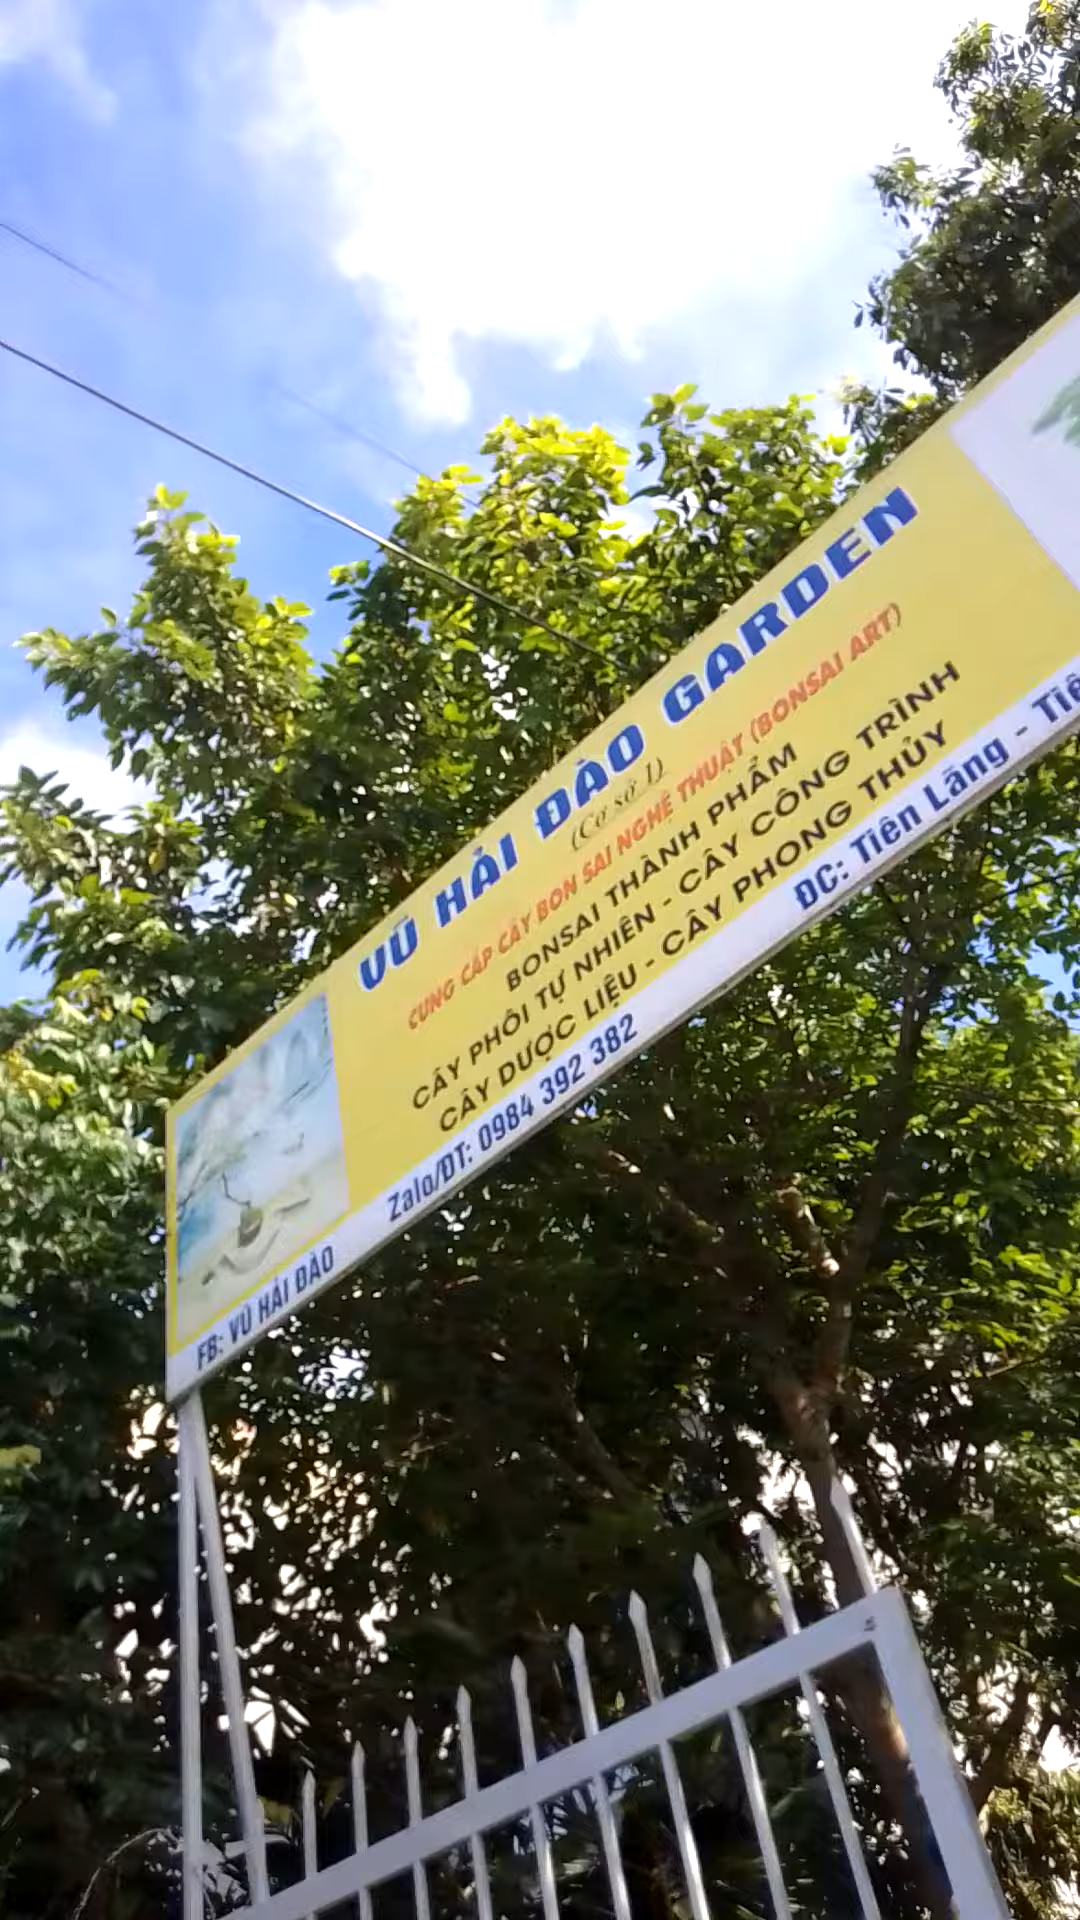 VŨ HẢI ĐÀO GARDEN
(Cơ sở 1)
CUNG CẤP CÂY BON SAI NGHỆ THUẬT (BONSAI ART)
BONSAI THÀNH PHẨM
CÂY PHÔI TỰ NHIÊN - CÂY CÔNG TRÌNH
CÂY DƯỢC LIỆU - CÂY PHONG THỦY
FB: VŨ HẢI ĐÀO
Zalo/ĐT: 0984 392 382
ĐC: Tiên Lãng - Tiê